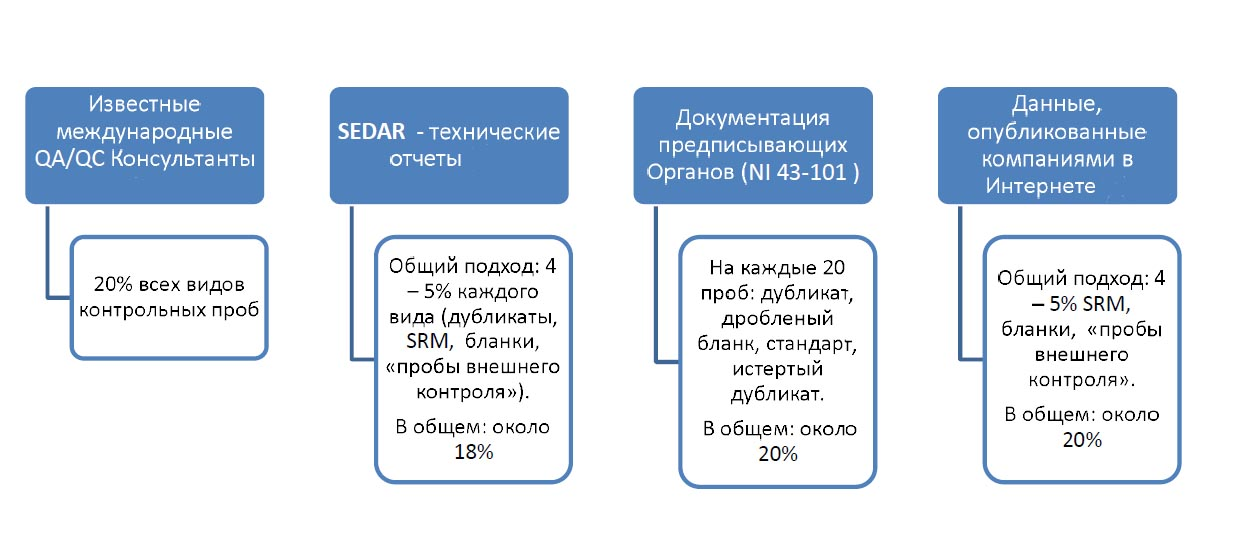 Известные
международные
QA/QC Консультанты
20% всех видов
контрольных проб
SEDAR - технические
отчеты
Общий подход: 4
– 5% каждого
вида (дубликаты,
SRM, бланки,
«пробы внешнего
контроля»).
В общем: около
18%
Документация
предписывающих
Органов (NI 43-101 )
На каждые 20
проб: дубликат,
дробленый
бланк, стандарт,
истертый
дубликат.
В общем: около
20%
Данные,
опубликованные
компаниями в
Интернете
Общий подход: 4
– 5% SRM,
бланки, «пробы
внешнего
контроля».
В общем: около
20%